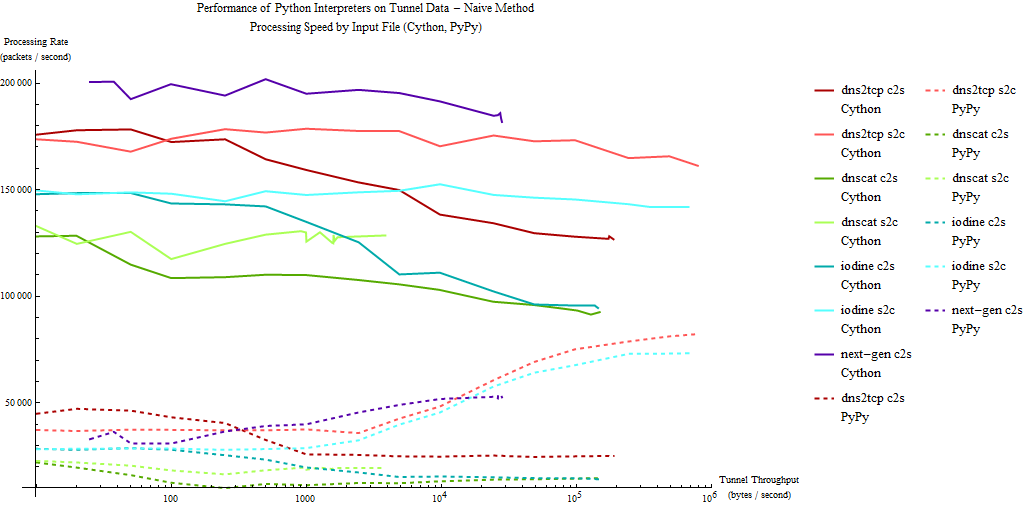 Performance of Python Interpreters on Tunnel Data – Naive Method
Processing Speed by Input File (Cython, PyPy)
Processing Rate
(packets / second)
200 000
150 000
100 000
50 000
100
1000
10^4
10^5
10^6
Tunnel Throughput
(bytes / second)
dns2tcp c2s
Cython
dns2tcp s2c
Cython
dnscat c2s
Cython
dnscat s2c
Cython
iodine c2s
Cython
iodine s2c
Cython
next–gen c2s
Cython
dns2tcp c2s
PyPy
dns2tcp s2c
PyPy
dnscat c2s
PyPy
dnscat s2c
PyPy
iodine c2s
PyPy
iodine s2c
PyPy
next–gen c2s
PyPy